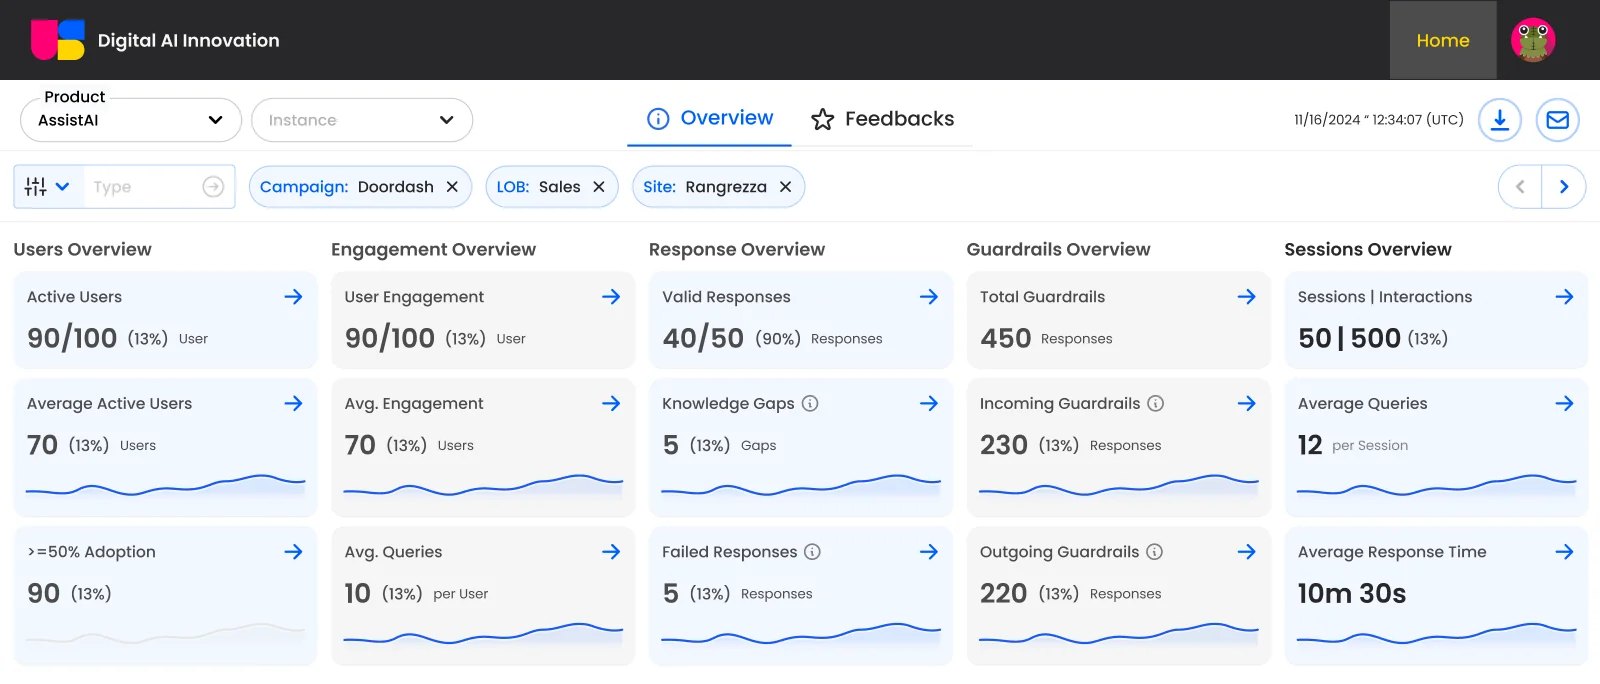 Digital AI Innovation
Home
Product
AssistAI
Instance
Overview
Feedbacks
11/16/2024 “ 12:34:07 (UTC)
Type
Campaign: Doordash
LOB: Sales
Site: Rangrezza
Users Overview
Active Users
90/100 (13%) User
Average Active Users
70 (13%) Users
>=50% Adoption
90 (13%)
Engagement Overview
User Engagement
90/100 (13%) User
Avg. Engagement
70 (13%) Users
Avg. Queries
10 (13%) per User
Response Overview
Valid Responses
40/50 (90%) Responses
Knowledge Gaps
5 (13%) Gaps
Failed Responses
5 (13%) Responses
Guardrails Overview
Total Guardrails
450 Responses
Incoming Guardrails
230 (13%) Responses
Outgoing Guardrails
220 (13%) Responses
Sessions Overview
Sessions | Interactions
50 | 500 (13%)
Average Queries
12 per Session
Average Response Time
10m 30s